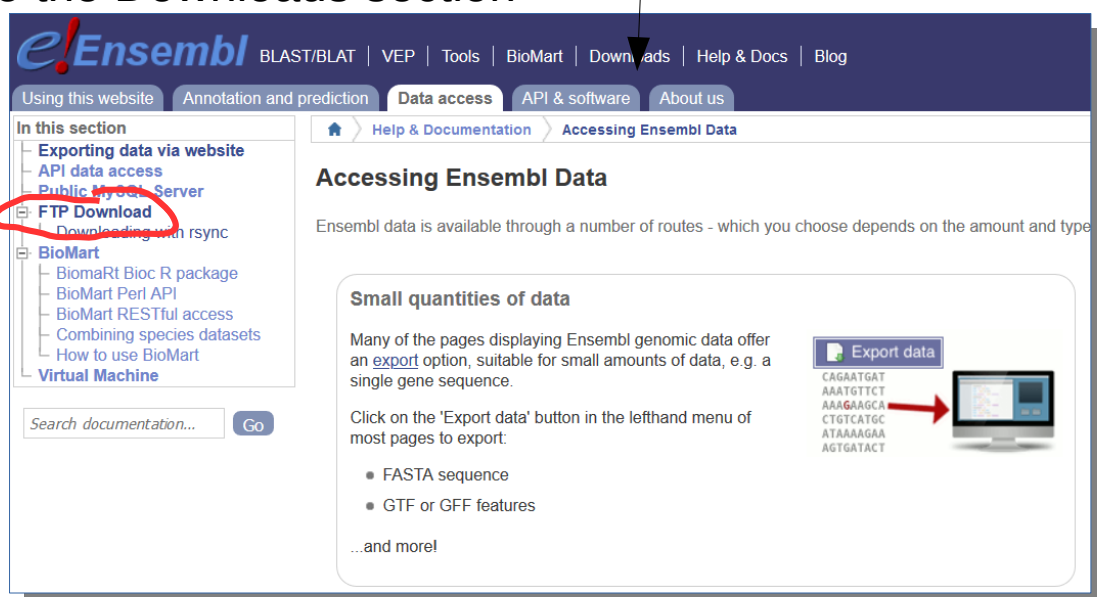 the Downloads section
e!Ensembl BLAST/BLAT | VEP | Tools | BioMart | Downloads | Help & Docs | Blog
Using this website Annotation and prediction Data access API & software About us
In this section
Exporting data via website
API data access
Public MySQL Server
FTP Download
Downloading with rsync
BioMart
BiomaRt Bioc R package
BioMart Perl API
BioMart RESTful access
Combining species datasets
How to use BioMart
Virtual Machine
Search documentation... Go
Help & Documentation Accessing Ensembl Data
Accessing Ensembl Data
Ensembl data is available through a number of routes - which you choose depends on the amount and type
Small quantities of data
Many of the pages displaying Ensembl genomic data offer
an export option, suitable for small amounts of data, e.g. a
single gene sequence.
Click on the 'Export data' button in the lefthand menu of
most pages to export:
FASTA sequence
GTF or GFF features
...and more!
Export data
CAGAATGAT
AAATGTTCT
AAAGAAGCA
CTGTCATGC
ATAAAAGAA
AGTGATACT